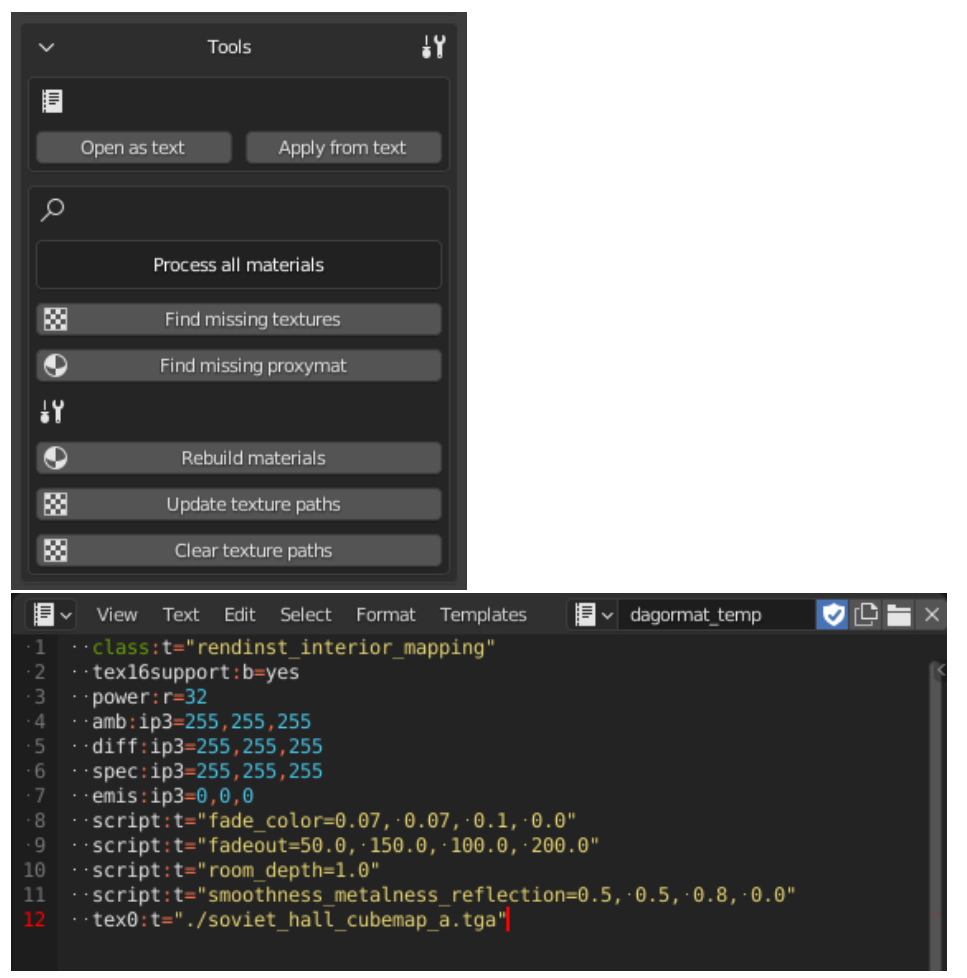 Tools
Open as text Apply from text
Process all materials
Find missing textures
Find missing proxymat
Rebuild materials
Update texture paths
Clear texture paths
View Text Edit Select Format Templates dagormat_temp
1 class:t="rendinst_interior_mapping"
2 tex16support:b=yes
3 power:r=32
4 amb:ip3=255,255,255
5 diff:ip3=255,255,255
6 spec:ip3=255,255,255
7 emis:ip3=0,0,0
8 script:t="fade_color=0.07, 0.07, 0.1, 0.0"
9 script:t="fadeout=50.0, 150.0, 100.0, 200.0"
10 script:t="room_depth=1.0"
11 script:t="smoothness_metalness_reflection=0.5, 0.5, 0.8, 0.0"
12 tex0:t="./soviet_hall_cubemap_a.tga"